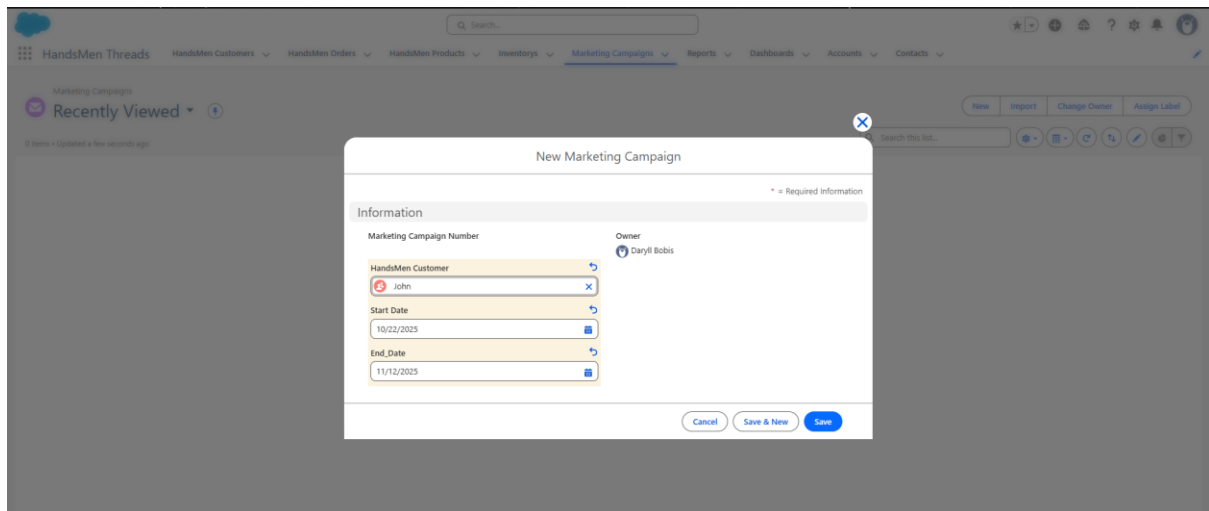 Search...
HandsMen Threads HandsMen Customers HandsMen Orders HandsMen Products Inventorys Marketing Campaigns Reports Dashboards Accounts Contacts
Marketing Campaigns
Recently Viewed
New Import Change Owner Assign Label
0 items • Updated a few seconds ago
Search this list...
New Marketing Campaign
* = Required Information
Information
Marketing Campaign Number
Owner
Daryll Bobis
HandsMen Customer
John
Start Date
10/22/2025
End_Date
11/12/2025
Cancel Save & New Save